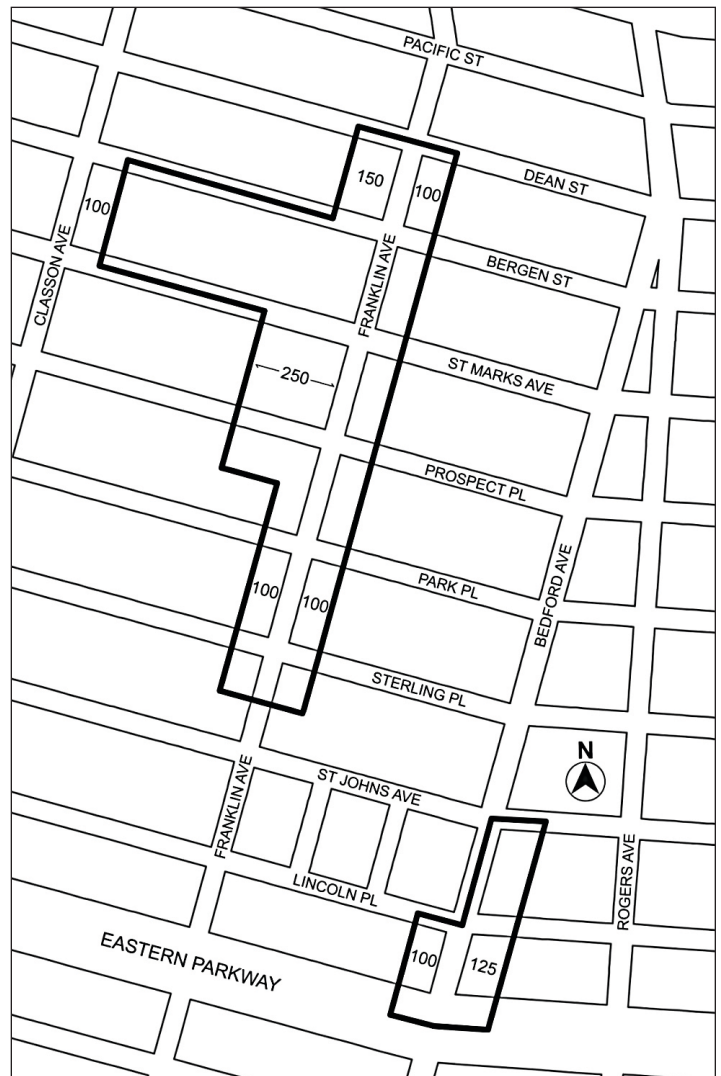 PACIFIC ST
150
DEAN ST
100
100
BERGEN ST
CLASSON AVE
FRANKLIN AVE
ST MARKS AVE
250
PROSPECT PL
PARK PL
100
100
BEDFORD AVE
STERLING PL
N
ST JOHNS AVE
FRANKLIN AVE
ROGERS AVE
LINCOLN PL
EASTERN PARKWAY
100
125